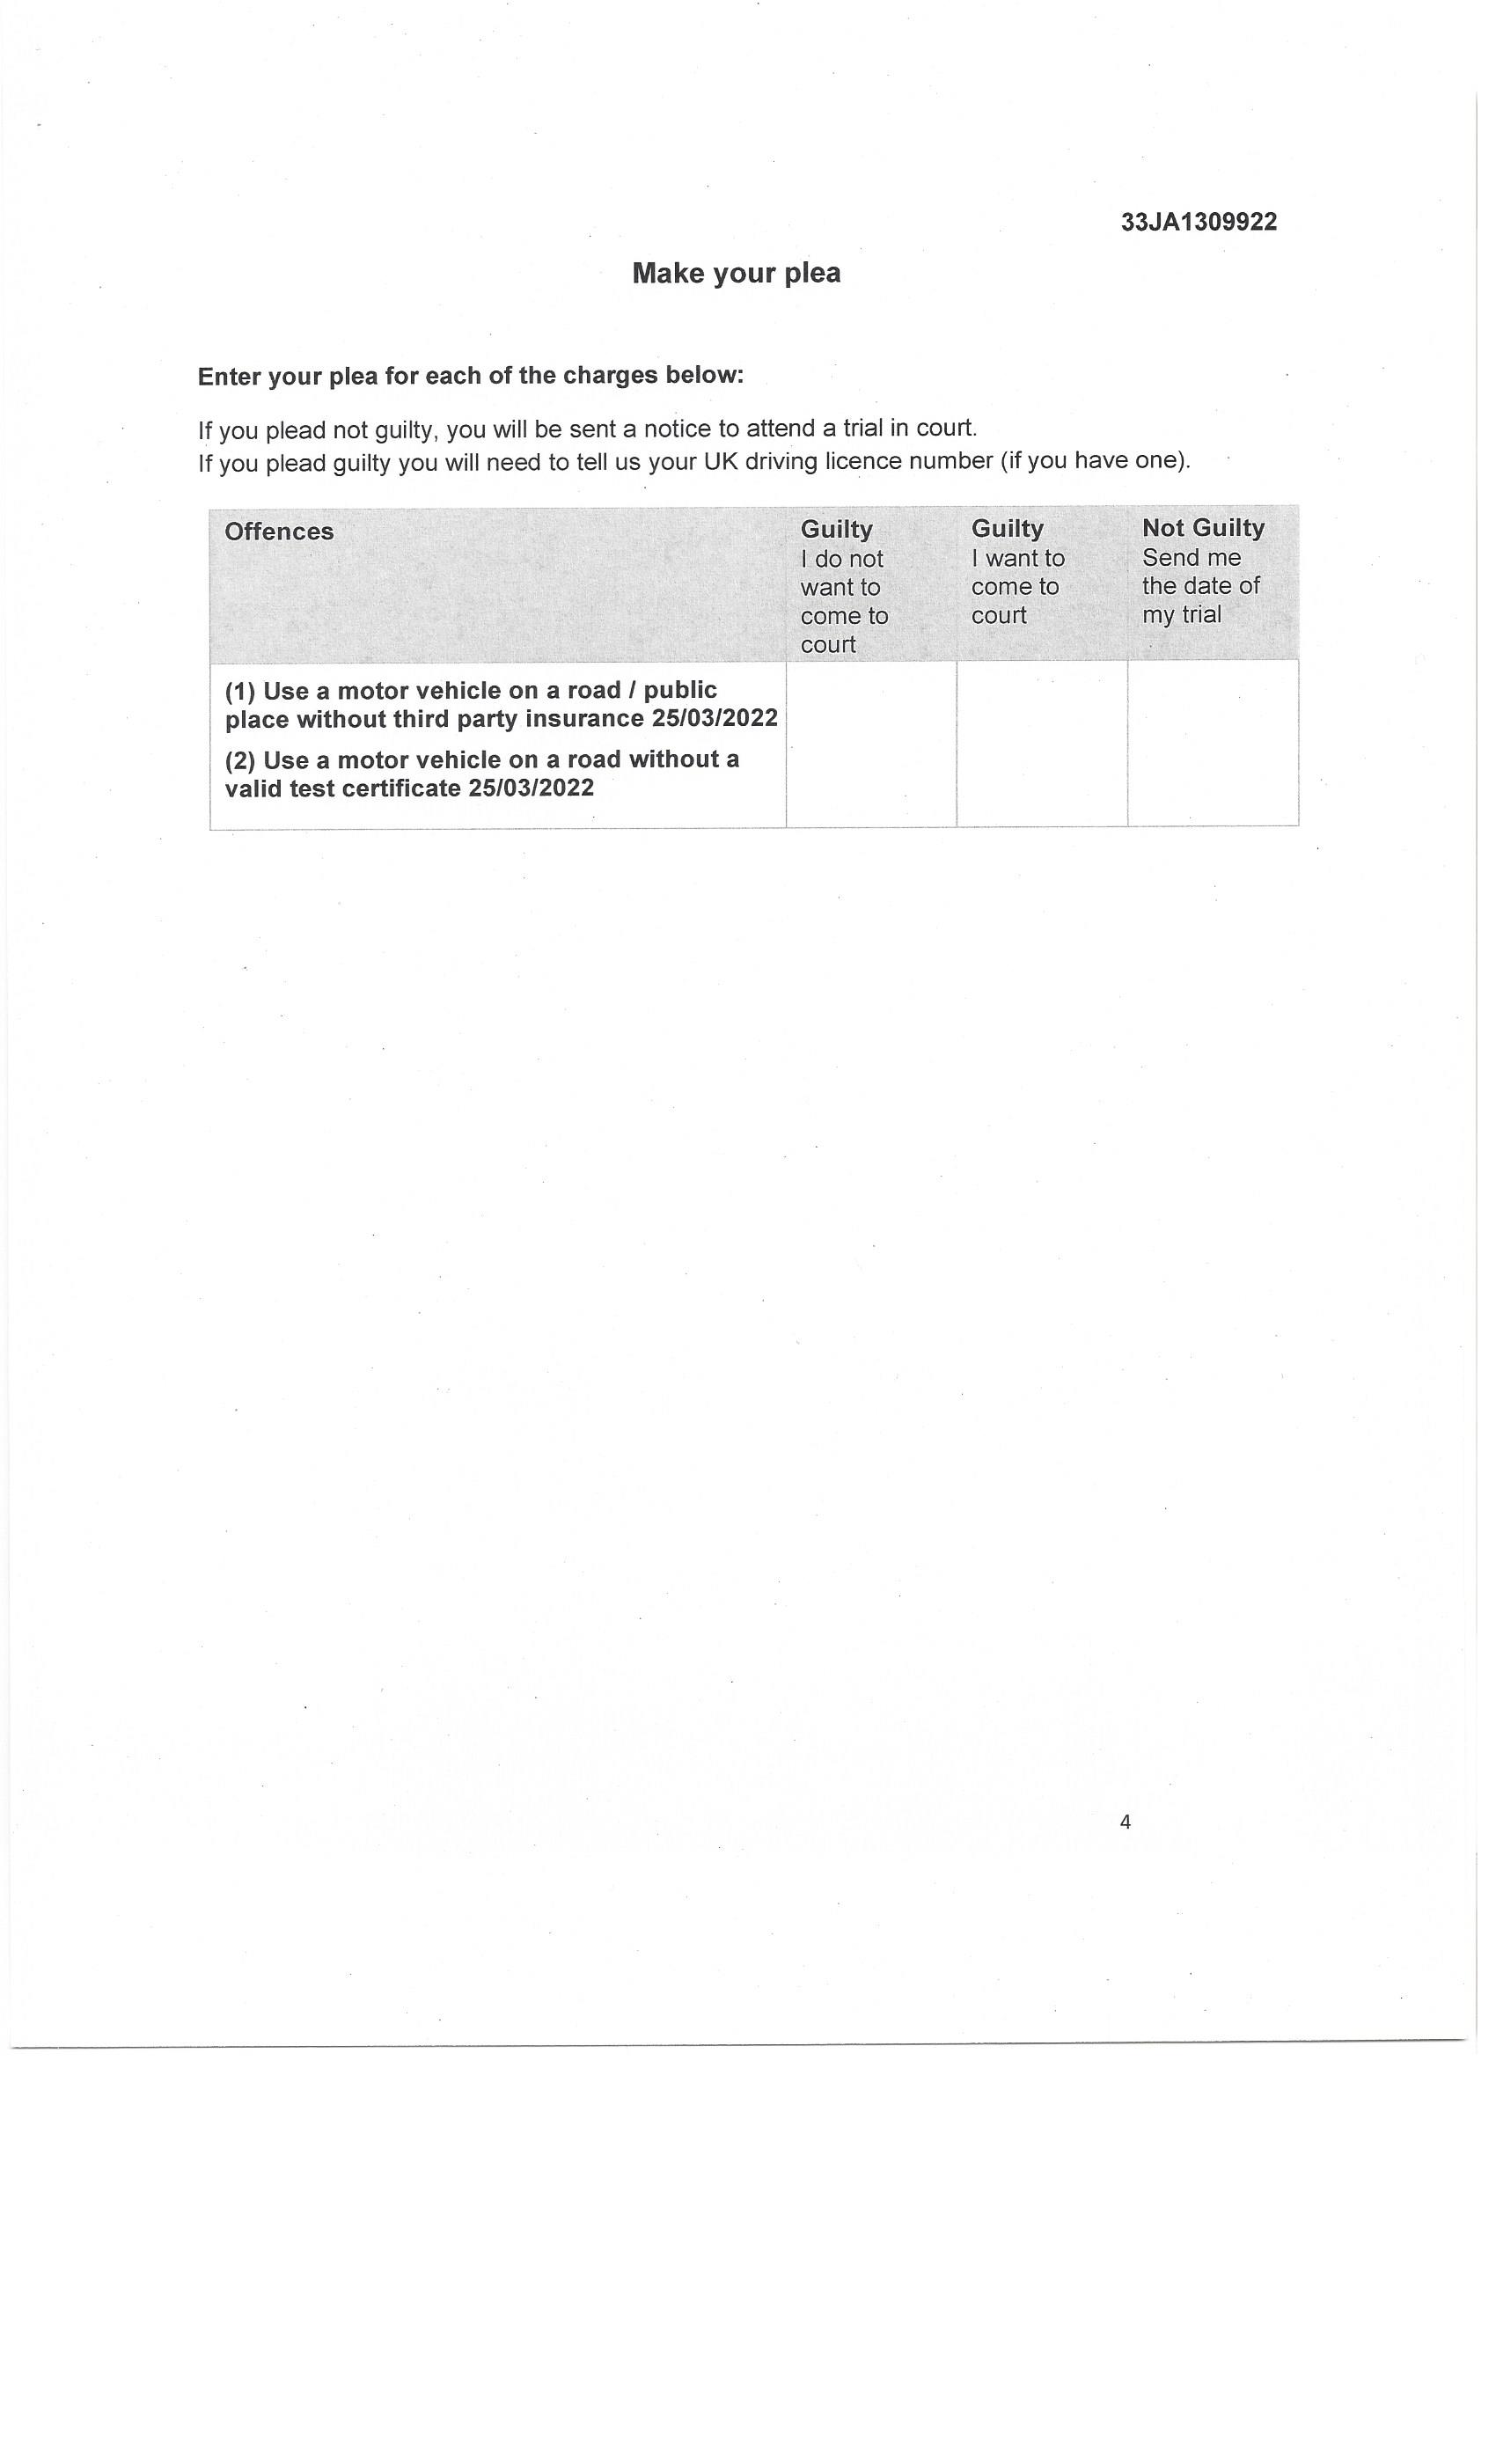 33JA1309922
Make your plea
Enter your plea for each of the charges below:
If you plead not guilty, you will be sent a notice to attend a trial in court.
If you plead guilty you will need to tell us your UK driving licence number (if you have one).
Offences
Guilty
I do not
want to
come to
court
Guilty
I want to
come to
court
Not Guilty
Send me
the date of
my trial
(1) Use a motor vehicle on a road / public
place without third party insurance 25/03/2022
(2) Use a motor vehicle on a road without a
valid test certificate 25/03/2022
4